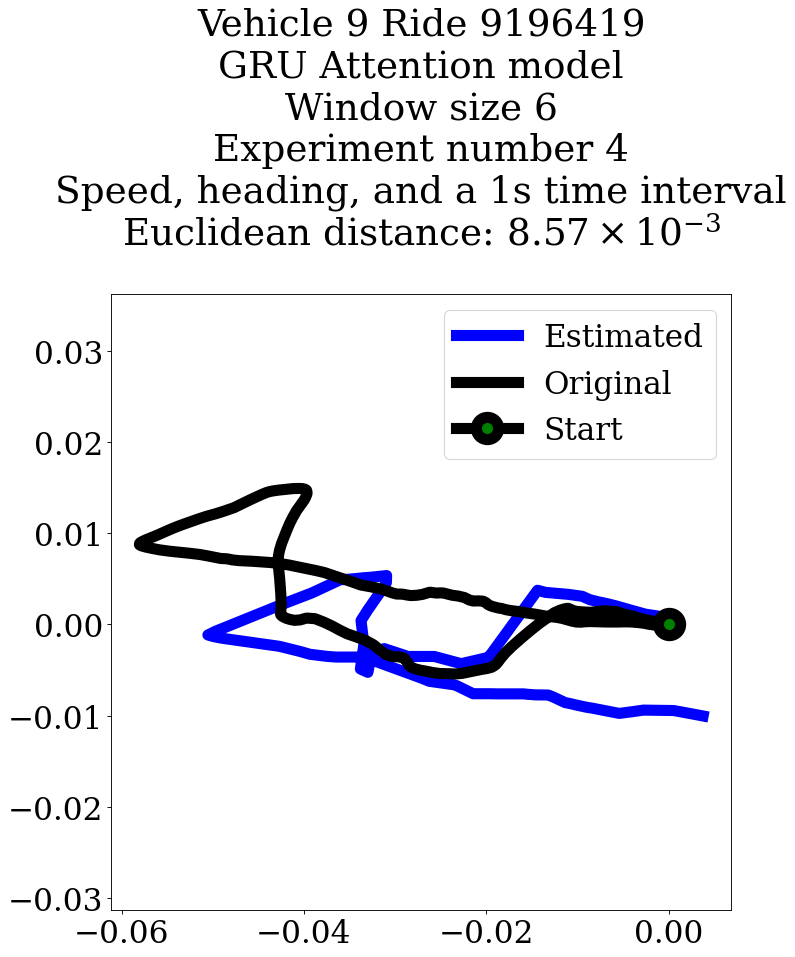 Vehicle 9 Ride 9196419
GRU Attention model
Window size 6
Experiment number 4
Speed, heading, and a 1s time interval
Euclidean distance: 8.57 × 10⁻³
Estimated
Original
Start
0.03
0.02
0.01
0.00
−0.01
−0.02
−0.03
−0.06
−0.04
−0.02
0.00